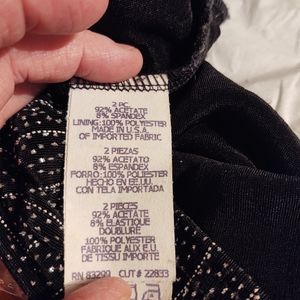 2 PC
92% ACETATE
8% SPANDEX
LINING:100% POLYESTER
MADE IN U.S.A.
OF IMPORTED FABRIC
2 PIEZAS
92% ACETATO
8% ESPANDEX
FORRO:100% POLIESTER
HECHO EN EE.UU.
CON TELA IMPORTADA
2 PIECES
92% ACETATE
8% ELASTIQUE
DOUBLURE
100% POLYESTER
FABRIQUE AUX E.U.
DE TISSU IMPORTE
RN 83299 CUT# 22833